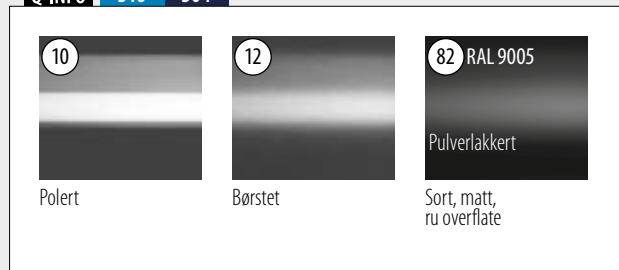 10
12
82 RAL 9005
Pulverlakkert
Polert
Børstet
Sort, matt,
ru overflate